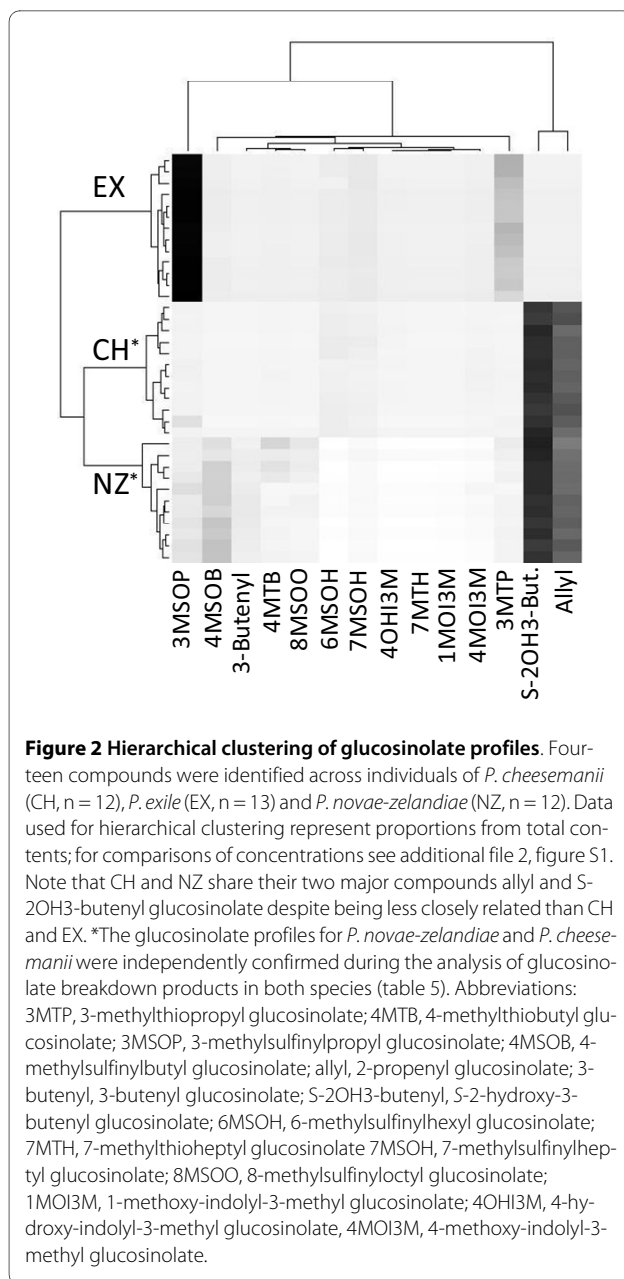 EX
CH*
NZ*
3MSOP
4MSOB
3-Butenyl
4MTB
8MSOO
6MSOH
7MSOH
4OHI3M
7MTH
1MOI3M
4MOI3M
3MTP
S-2OH3-But.
Allyl
Figure 2 Hierarchical clustering of glucosinolate profiles. Four-
teen compounds were identified across individuals of P. cheesemanii
(CH, n = 12), P. exile (EX, n = 13) and P. novae-zelandiae (NZ, n = 12). Data
used for hierarchical clustering represent proportions from total con-
tents; for comparisons of concentrations see additional file 2, figure S1.
Note that CH and NZ share their two major compounds allyl and S-
2OH3-butenyl glucosinolate despite being less closely related than CH
and EX. *The glucosinolate profiles for P. novae-zelandiae and P. cheese-
manii were independently confirmed during the analysis of glucosino-
late breakdown products in both species (table 5). Abbreviations:
3MTP, 3-methylthiopropyl glucosinolate; 4MTB, 4-methylthiobutyl glu-
cosinolate; 3MSOP, 3-methylsulfinylpropyl glucosinolate; 4MSOB, 4-
methylsulfinylbutyl glucosinolate; allyl, 2-propenyl glucosinolate; 3-
butenyl, 3-butenyl glucosinolate; S-2OH3-butenyl, S-2-hydroxy-3-
butenyl glucosinolate; 6MSOH, 6-methylsulfinylhexyl glucosinolate;
7MTH, 7-methylthioheptyl glucosinolate 7MSOH, 7-methylsulfinylhep-
tyl glucosinolate; 8MSOO, 8-methylsulfinyloctyl glucosinolate;
1MOI3M, 1-methoxy-indolyl-3-methyl glucosinolate; 4OHI3M, 4-hy-
droxy-indolyl-3-methyl glucosinolate, 4MOI3M, 4-methoxy-indolyl-3-
methyl glucosinolate.